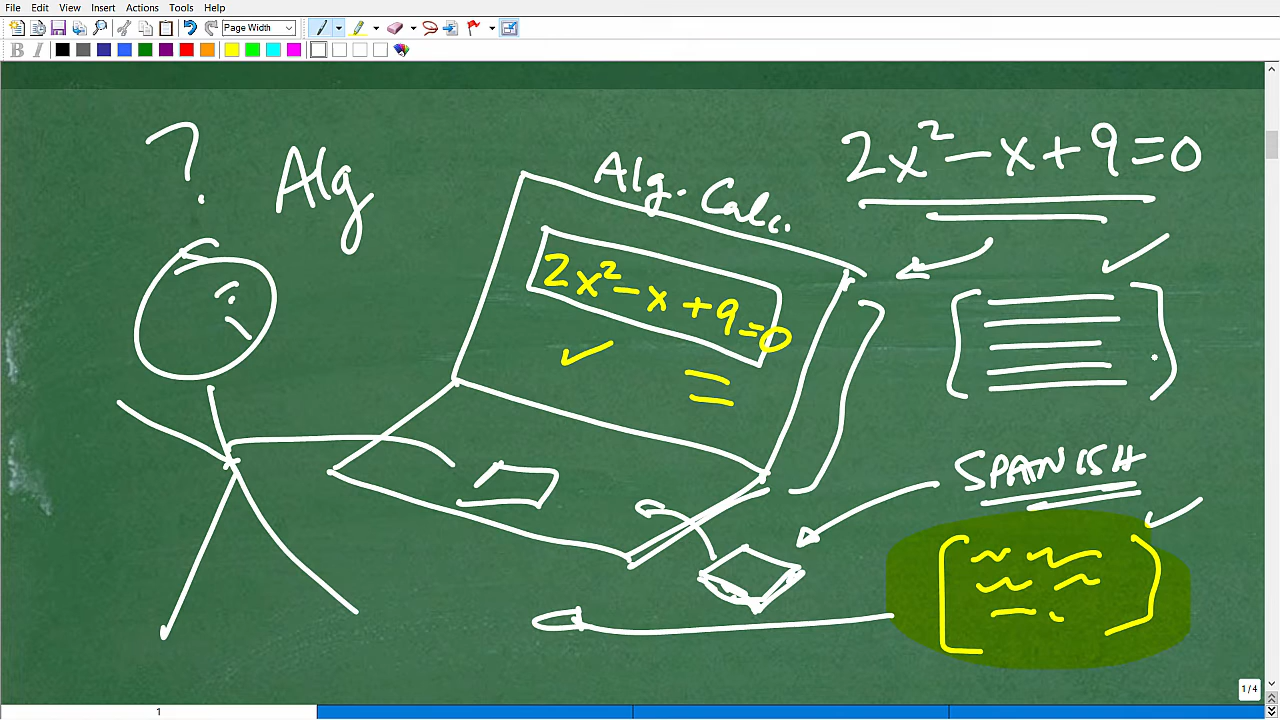 File Edit View Insert Actions Tools Help
Page Width
B I
?
Alg
Alg. Calc.
2x² - x + 9 = 0
2x² - x + 9 = 0
SPANISH
1/4
1